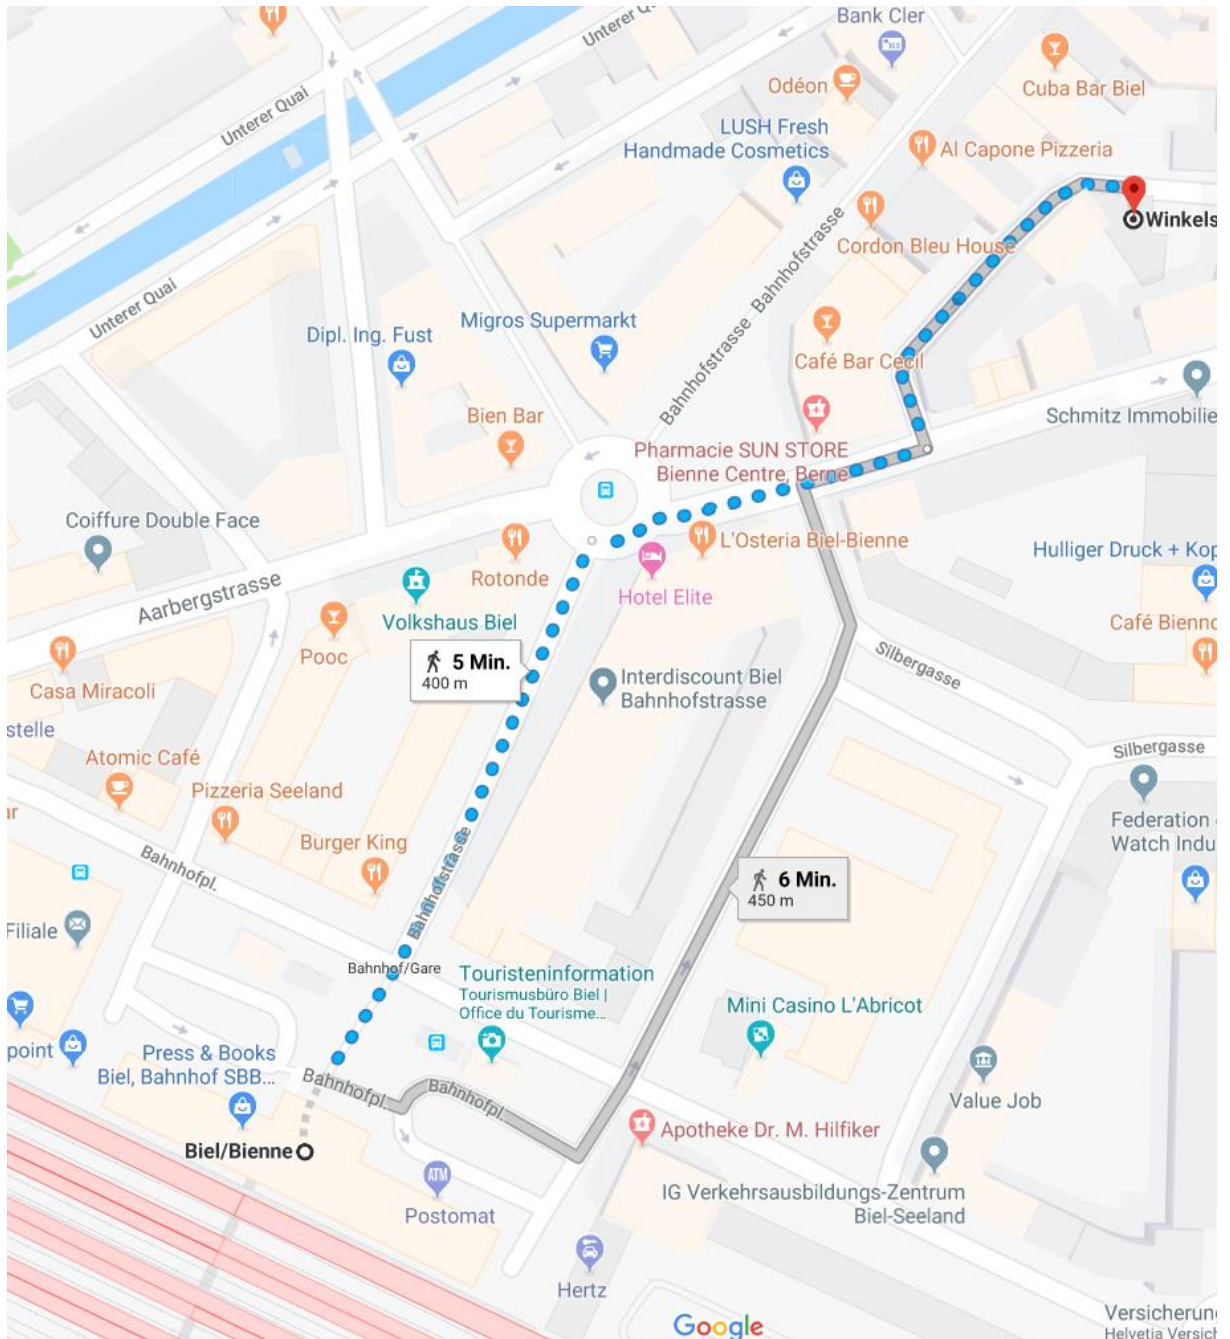 Bank Cler
Unterer Qu
Cuba Bar Biel
Odéon
Unterer Quai
LUSH Fresh
Handmade Cosmetics
Al Capone Pizzeria
Winkels
Cordon Bleu House
Bahnhofstrasse
Bahnhofstrasse
Unterer Quai
Dipl. Ing. Fust
Migros Supermarkt
Café Bar Cecil
Schmitz Immobilie
Bien Bar
Pharmacie SUN STORE
Bienne Centre, Berne
Coiffure Double Face
L'Osteria Biel-Bienne
Hulliger Druck + Kop
Rotonde
Aarbergstrasse
Hotel Elite
Volkshaus Biel
Café Bienno
Pooc
5 Min.
400 m
Silbergasse
Interdiscount Biel
Bahnhofstrasse
Casa Miracoli
stelle
Silbergasse
Atomic Café
Pizzeria Seeland
ar
Federation
Watch Indu
Burger King
Bahnhofpl.
Bahnhofstrasse
6 Min.
450 m
Filiale
Bahnhof/Gare
Touristeninformation
Tourismusbüro Biel |
Office du Tourisme...
Mini Casino L'Abricot
point
Press & Books
Biel, Bahnhof SBB...
Bahnhofpl.
Bahnhofpl.
Value Job
Apotheke Dr. M. Hilfiker
Biel/Bienne
ATM
Postomat
IG Verkehrsausbildungs-Zentrum
Biel-Seeland
Hertz
Google
Versicherun
Helvetia Versich